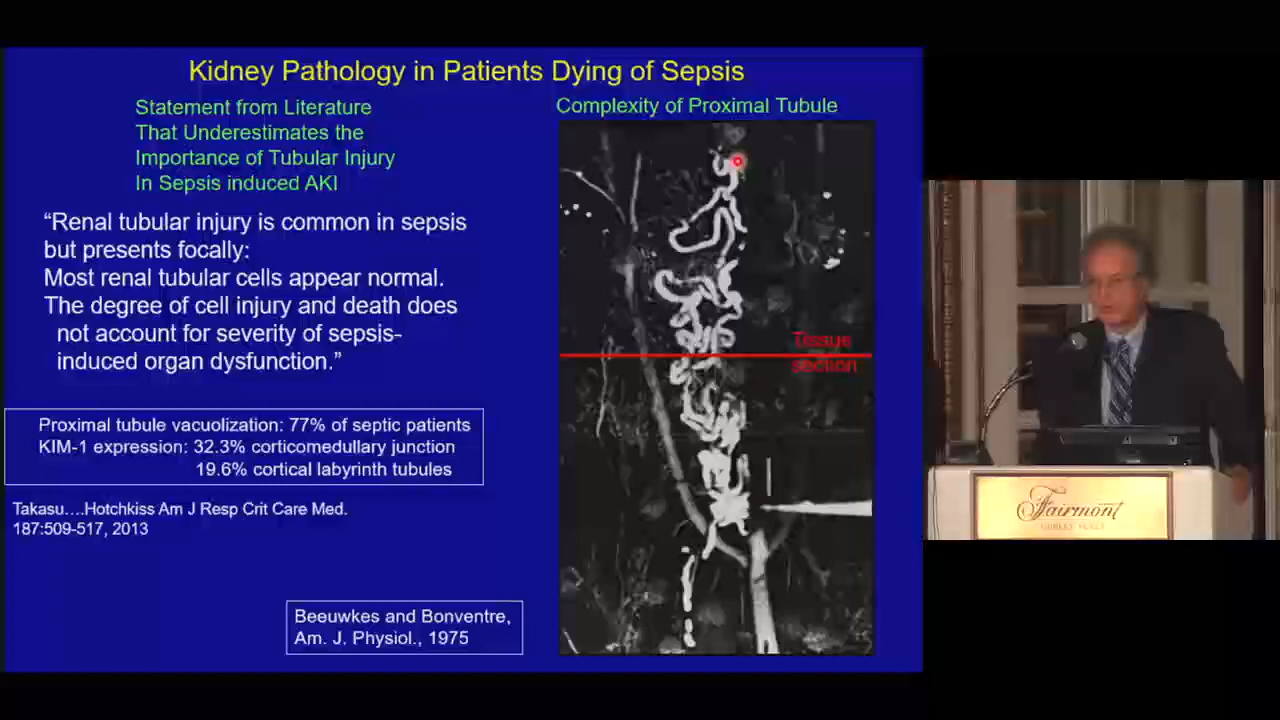 Kidney Pathology in Patients Dying of Sepsis
Statement from Literature
That Underestimates the
Importance of Tubular Injury
In Sepsis induced AKI
Complexity of Proximal Tubule
“Renal tubular injury is common in sepsis
but presents focally:
Most renal tubular cells appear normal.
The degree of cell injury and death does
not account for severity of sepsis-
induced organ dysfunction.”
Tissue
section
Proximal tubule vacuolization: 77% of septic patients
KIM-1 expression: 32.3% corticomedullary junction
19.6% cortical labyrinth tubules
Takasu....Hotchkiss Am J Resp Crit Care Med.
187:509-517, 2013
Beeuwkes and Bonventre,
Am. J. Physiol., 1975
Fairmont